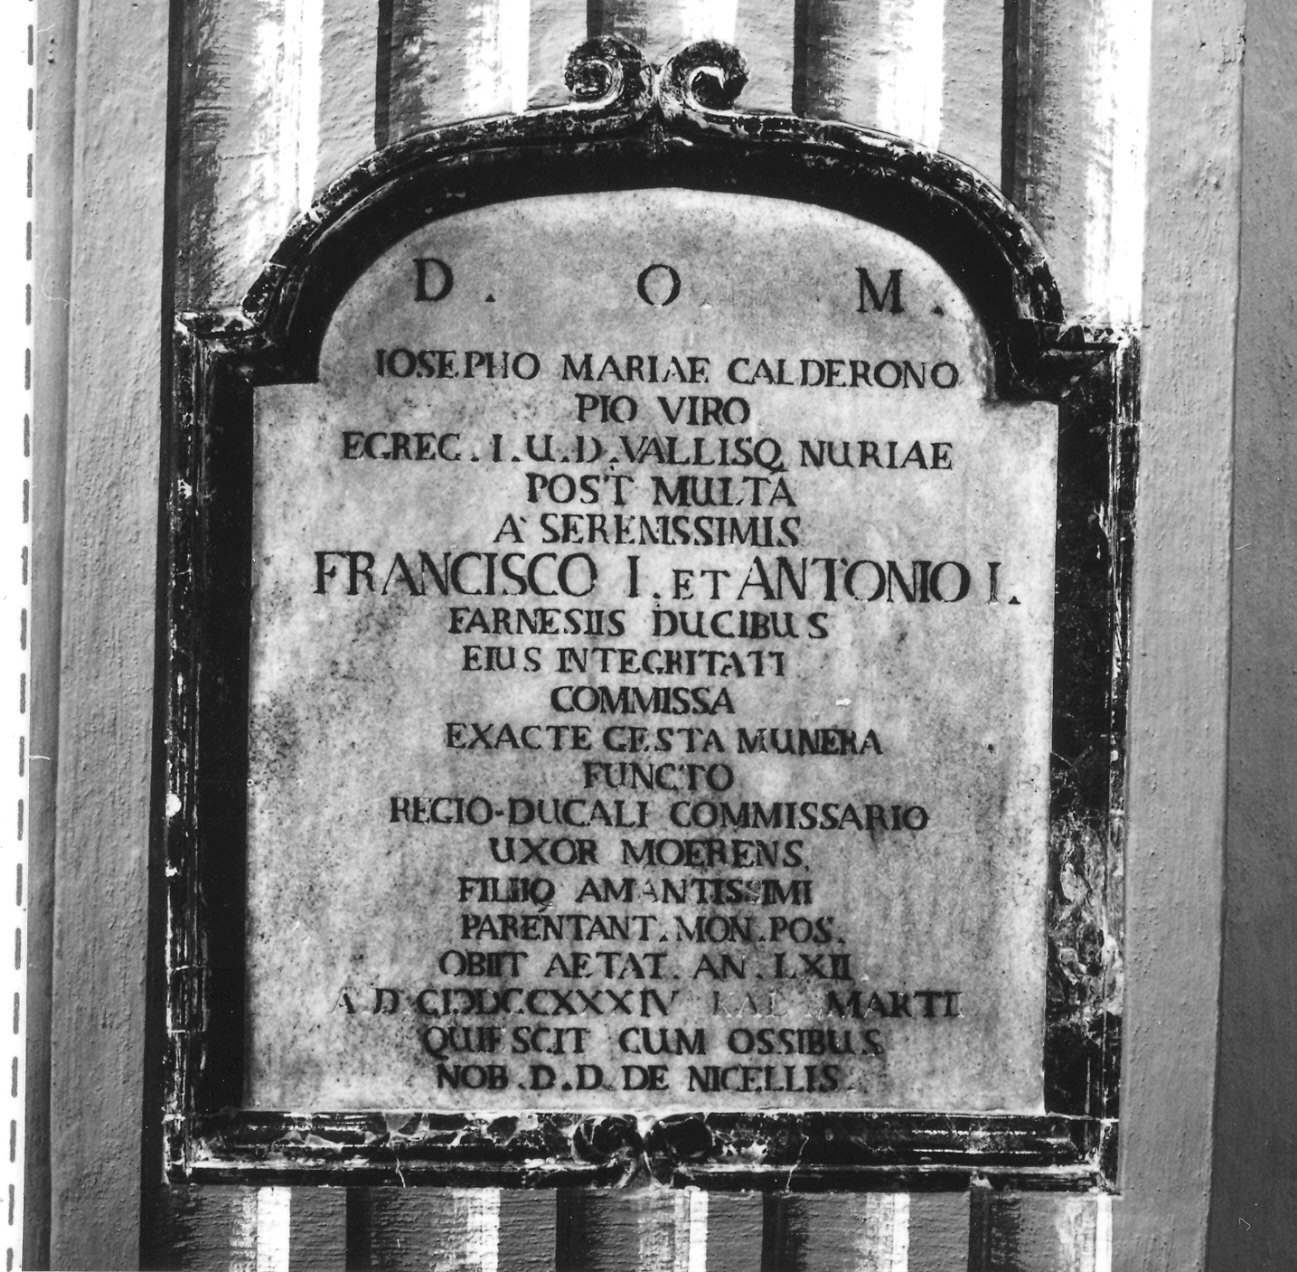 D. O M.
IOSEPHO MARIAE CALDERONO
PIO VIRO
EGREG. I.U.D. VALLISQ NURIAE
POST MULTA
A' SERENISSIMIS
FRANCISCO I. ET ANTONIO I.
FARNESIIS DUCIBUS
EIUS INTEGRITATI
COMMISSA
EXACTE GESTA MUNERA
FUNCTO
REGIO-DUCALI COMMISSARIO
UXOR MOERENS,
FILIIQ AMANTISSIMI
PARENTANT. MON. POS.
OBIIT AETAT. AN. LXII
A D CIƆDCCXXXIV KAL MARTII
QUIESCIT CUM OSSIBUS
NOB. D.D. DE NICELLIS.